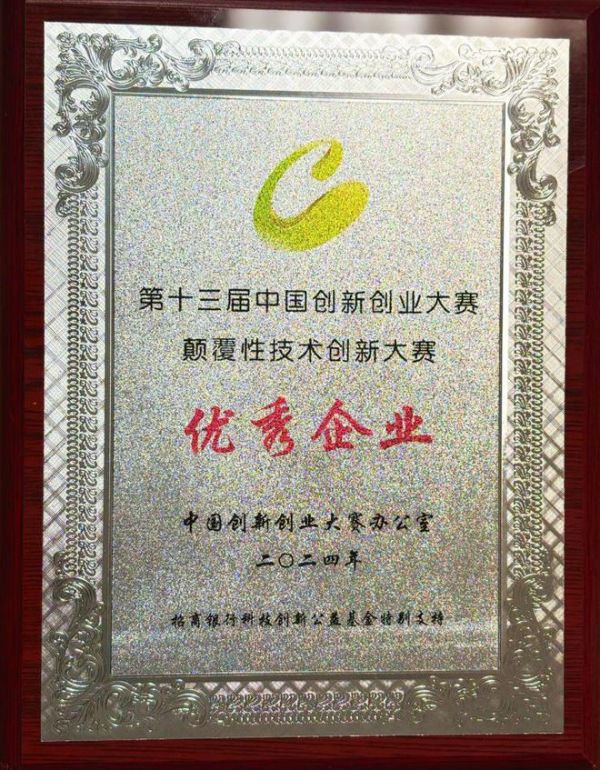 第十三届中国创新创业大赛
颠覆性技术创新大赛
优秀企业
中国创新创业大赛办公室
二〇二四年
招商银行科技创新公益基金特别支持